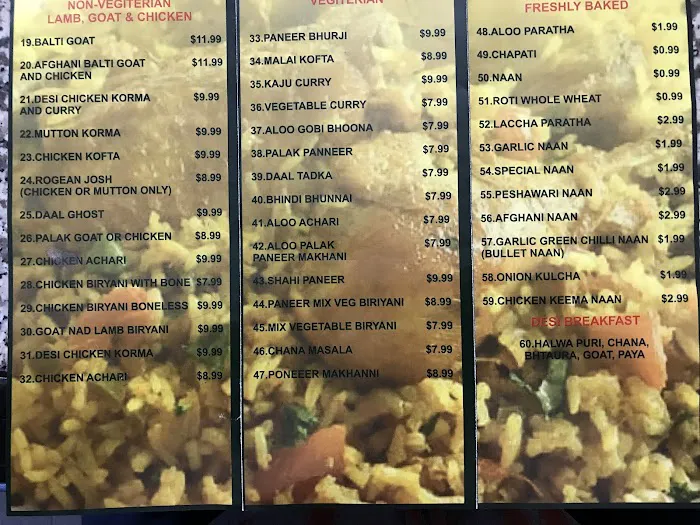 NON-VEGITERIAN
LAMB, GOAT & CHICKEN
19.BALTI GOAT $11.99
20.AFGHANI BALTI GOAT $11.99
AND CHICKEN
21.DESI CHICKEN KORMA $9.99
AND CURRY
22.MUTTON KORMA $9.99
23.CHICKEN KOFTA $9.99
24.ROGEAN JOSH $8.99
(CHICKEN OR MUTTON ONLY)
25.DAAL GHOST $9.99
26.PALAK GOAT OR CHICKEN $8.99
27.CHICKEN ACHARI $9.99
28.CHICKEN BIRYANI WITH BONE $7.99
29.CHICKEN BIRYANI BONELESS $9.99
30.GOAT NAD LAMB BIRYANI $9.99
31.DESI CHICKEN KORMA $9.99
32.CHICKEN ACHARI $8.99
VEGITERIAN
33.PANEER BHURJI $9.99
34.MALAI KOFTA $8.99
35.KAJU CURRY $9.99
36.VEGETABLE CURRY $7.99
37.ALOO GOBI BHOONA $7.99
38.PALAK PANNEER $7.99
39.DAAL TADKA $7.99
40.BHINDI BHUNNAI $7.99
41.ALOO ACHARI $7.99
42.ALOO PALAK $7.99
PANEER MAKHANI
43.SHAHI PANEER $9.99
44.PANEER MIX VEG BIRIYANI $8.99
45.MIX VEGETABLE BIRYANI $7.99
46.CHANA MASALA $7.99
47.PONEEER MAKHANNI $8.99
FRESHLY BAKED
48.ALOO PARATHA $1.99
49.CHAPATI $0.99
50.NAAN $0.99
51.ROTI WHOLE WHEAT $0.99
52.LACCHA PARATHA $2.99
53.GARLIC NAAN $1.99
54.SPECIAL NAAN $1.99
55.PESHAWARI NAAN $2.99
56.AFGHANI NAAN $2.99
57.GARLIC GREEN CHILLI NAAN $1.99
(BULLET NAAN)
58.ONION KULCHA $1.99
59.CHICKEN KEEMA NAAN $2.99
DESI BREAKFAST
60.HALWA PURI, CHANA,
BHTAURA, GOAT, PAYA